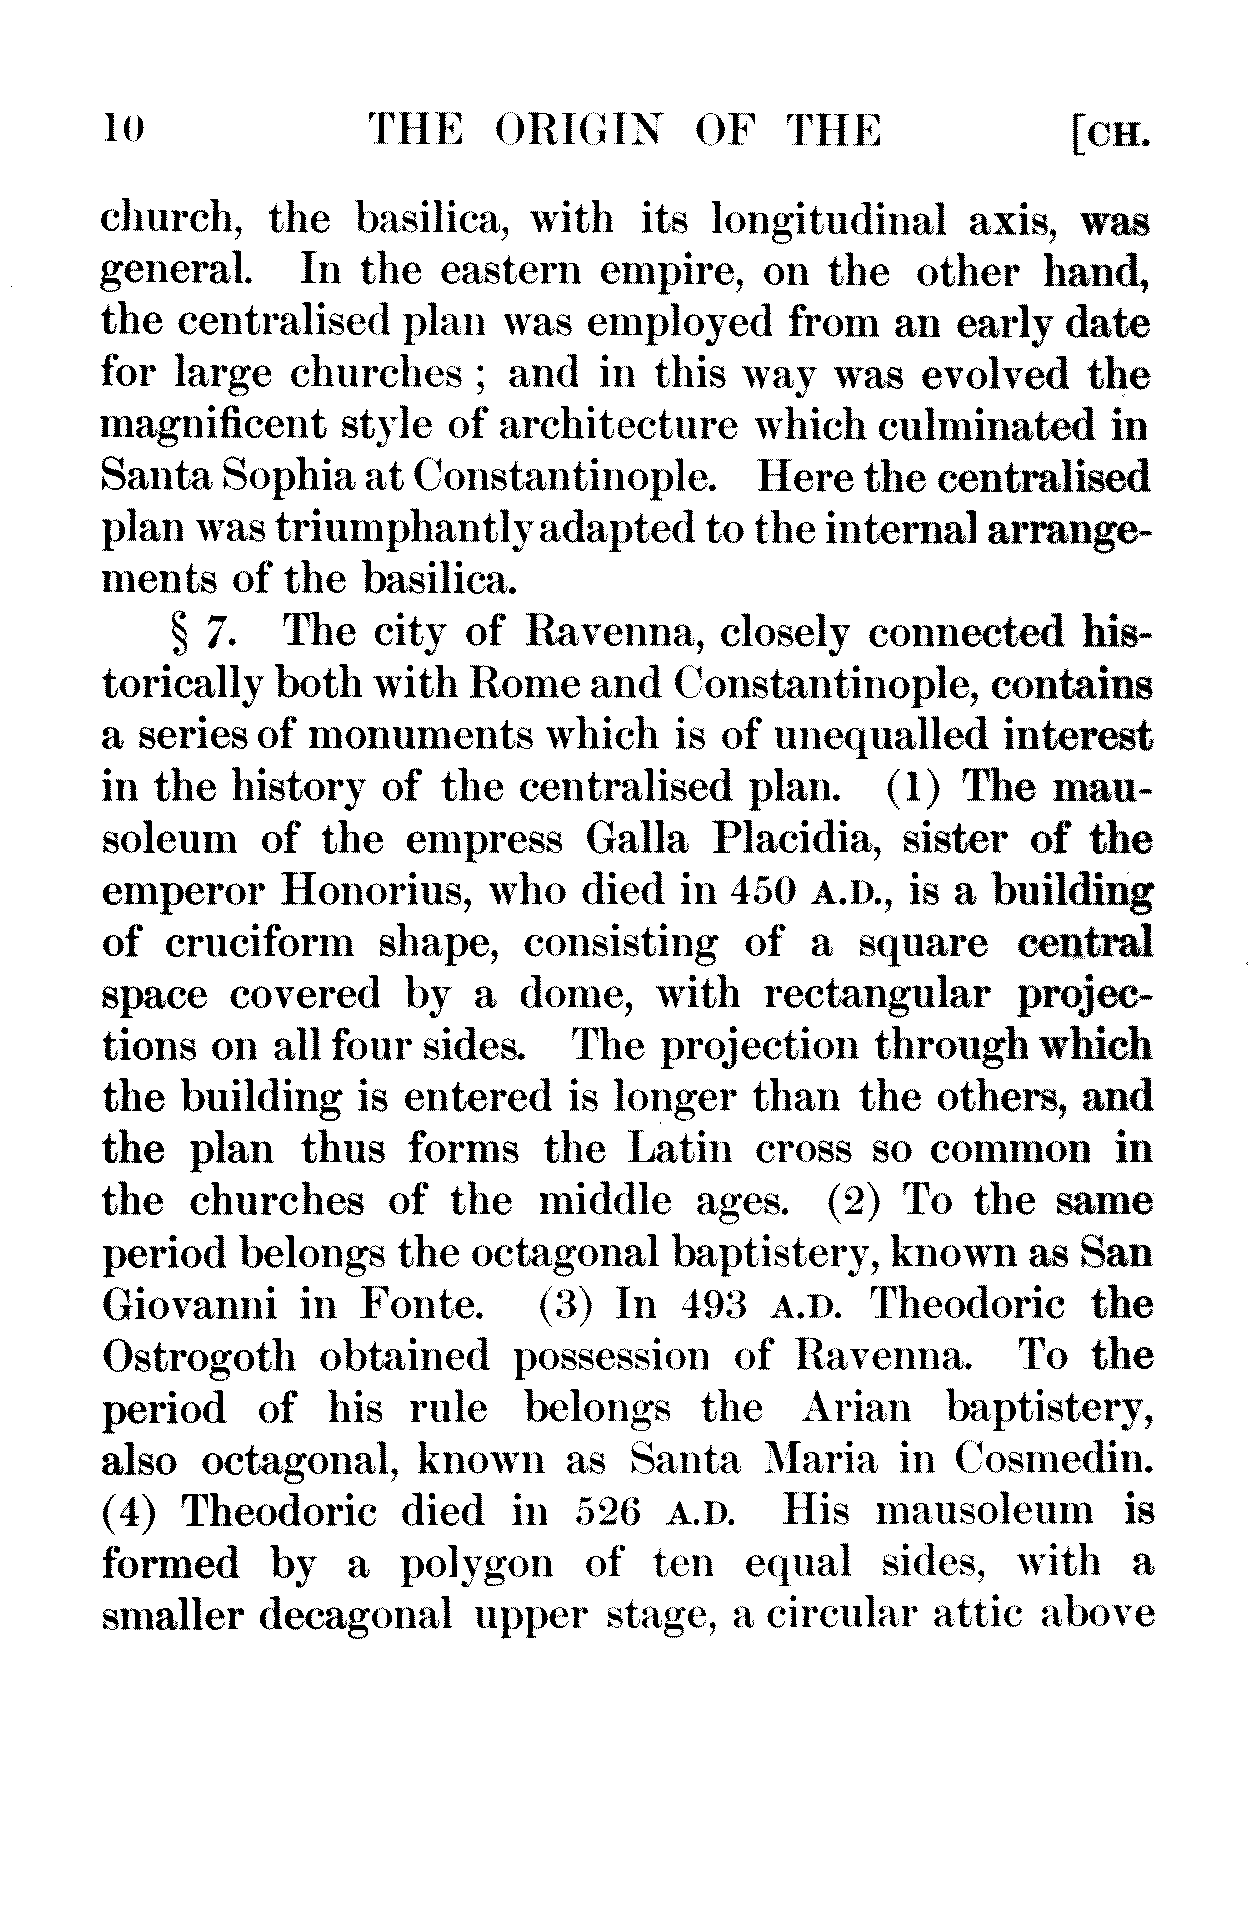 10 THE ORIGIN OF THE [CH.
church, the basilica, with its longitudinal axis, was
general. In the eastern empire, on the other hand,
the centralised plan was employed from an early date
for large churches ; and in this way was evolved the
magnificent style of architecture which culminated in
Santa Sophia at Constantinople. Here the centralised
plan was triumphantly adapted to the internal arrange-
ments of the basilica.
§ 7. The city of Ravenna, closely connected his-
torically both with Rome and Constantinople, contains
a series of monuments which is of unequalled interest
in the history of the centralised plan. (1) The mau-
soleum of the empress Galla Placidia, sister of the
emperor Honorius, who died in 450 A.D., is a building
of cruciform shape, consisting of a square central
space covered by a dome, with rectangular projec-
tions on all four sides. The projection through which
the building is entered is longer than the others, and
the plan thus forms the Latin cross so common in
the churches of the middle ages. (2) To the same
period belongs the octagonal baptistery, known as San
Giovanni in Fonte. (3) In 493 A.D. Theodoric the
Ostrogoth obtained possession of Ravenna. To the
period of his rule belongs the Arian baptistery,
also octagonal, known as Santa Maria in Cosmedin.
(4) Theodoric died in 526 A.D. His mausoleum is
formed by a polygon of ten equal sides, with a
smaller decagonal upper stage, a circular attic above